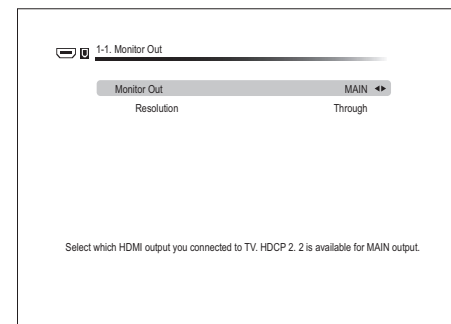 1-1. Monitor Out
Monitor Out MAIN
Resolution Through
Select which HDMI output you connected to TV. HDCP 2. 2 is available for MAIN output.